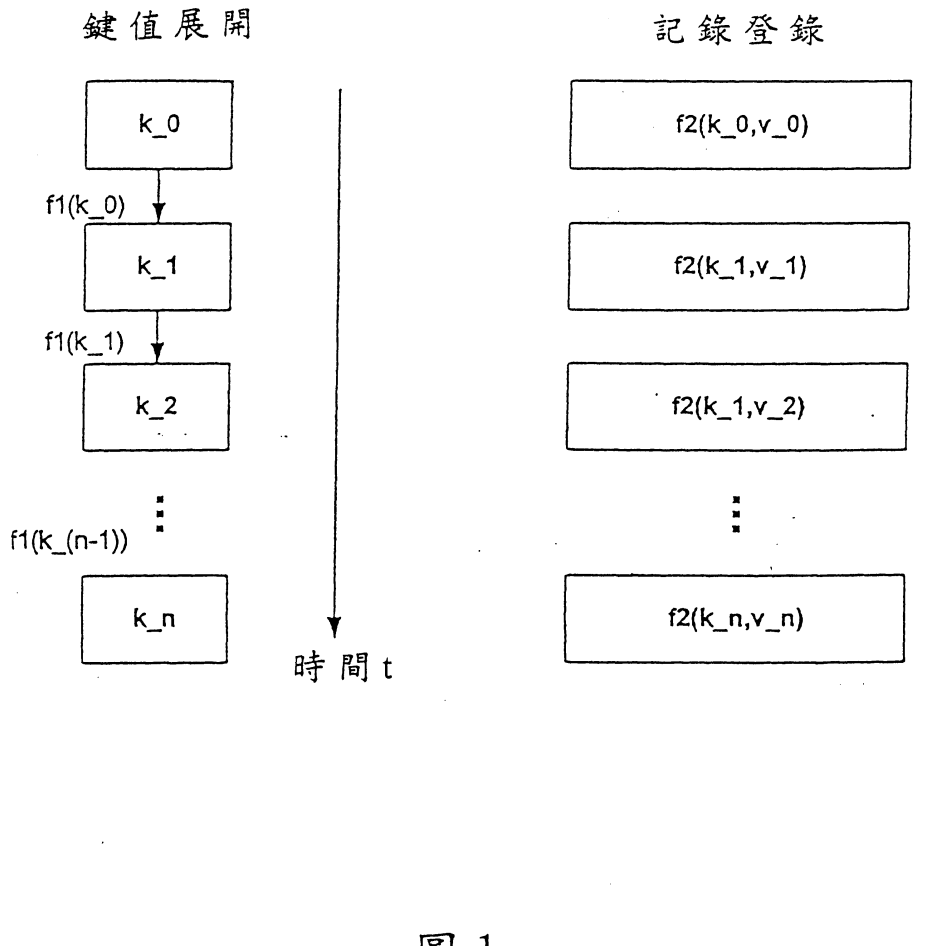 鍵值展開
記錄登錄
k_0
f2(k_0,v_0)
f1(k_0)
k_1
f2(k_1,v_1)
f1(k_1)
k_2
f2(k_1,v_2)
f1(k_(n-1))
k_n
f2(k_n,v_n)
時間t
圖 1